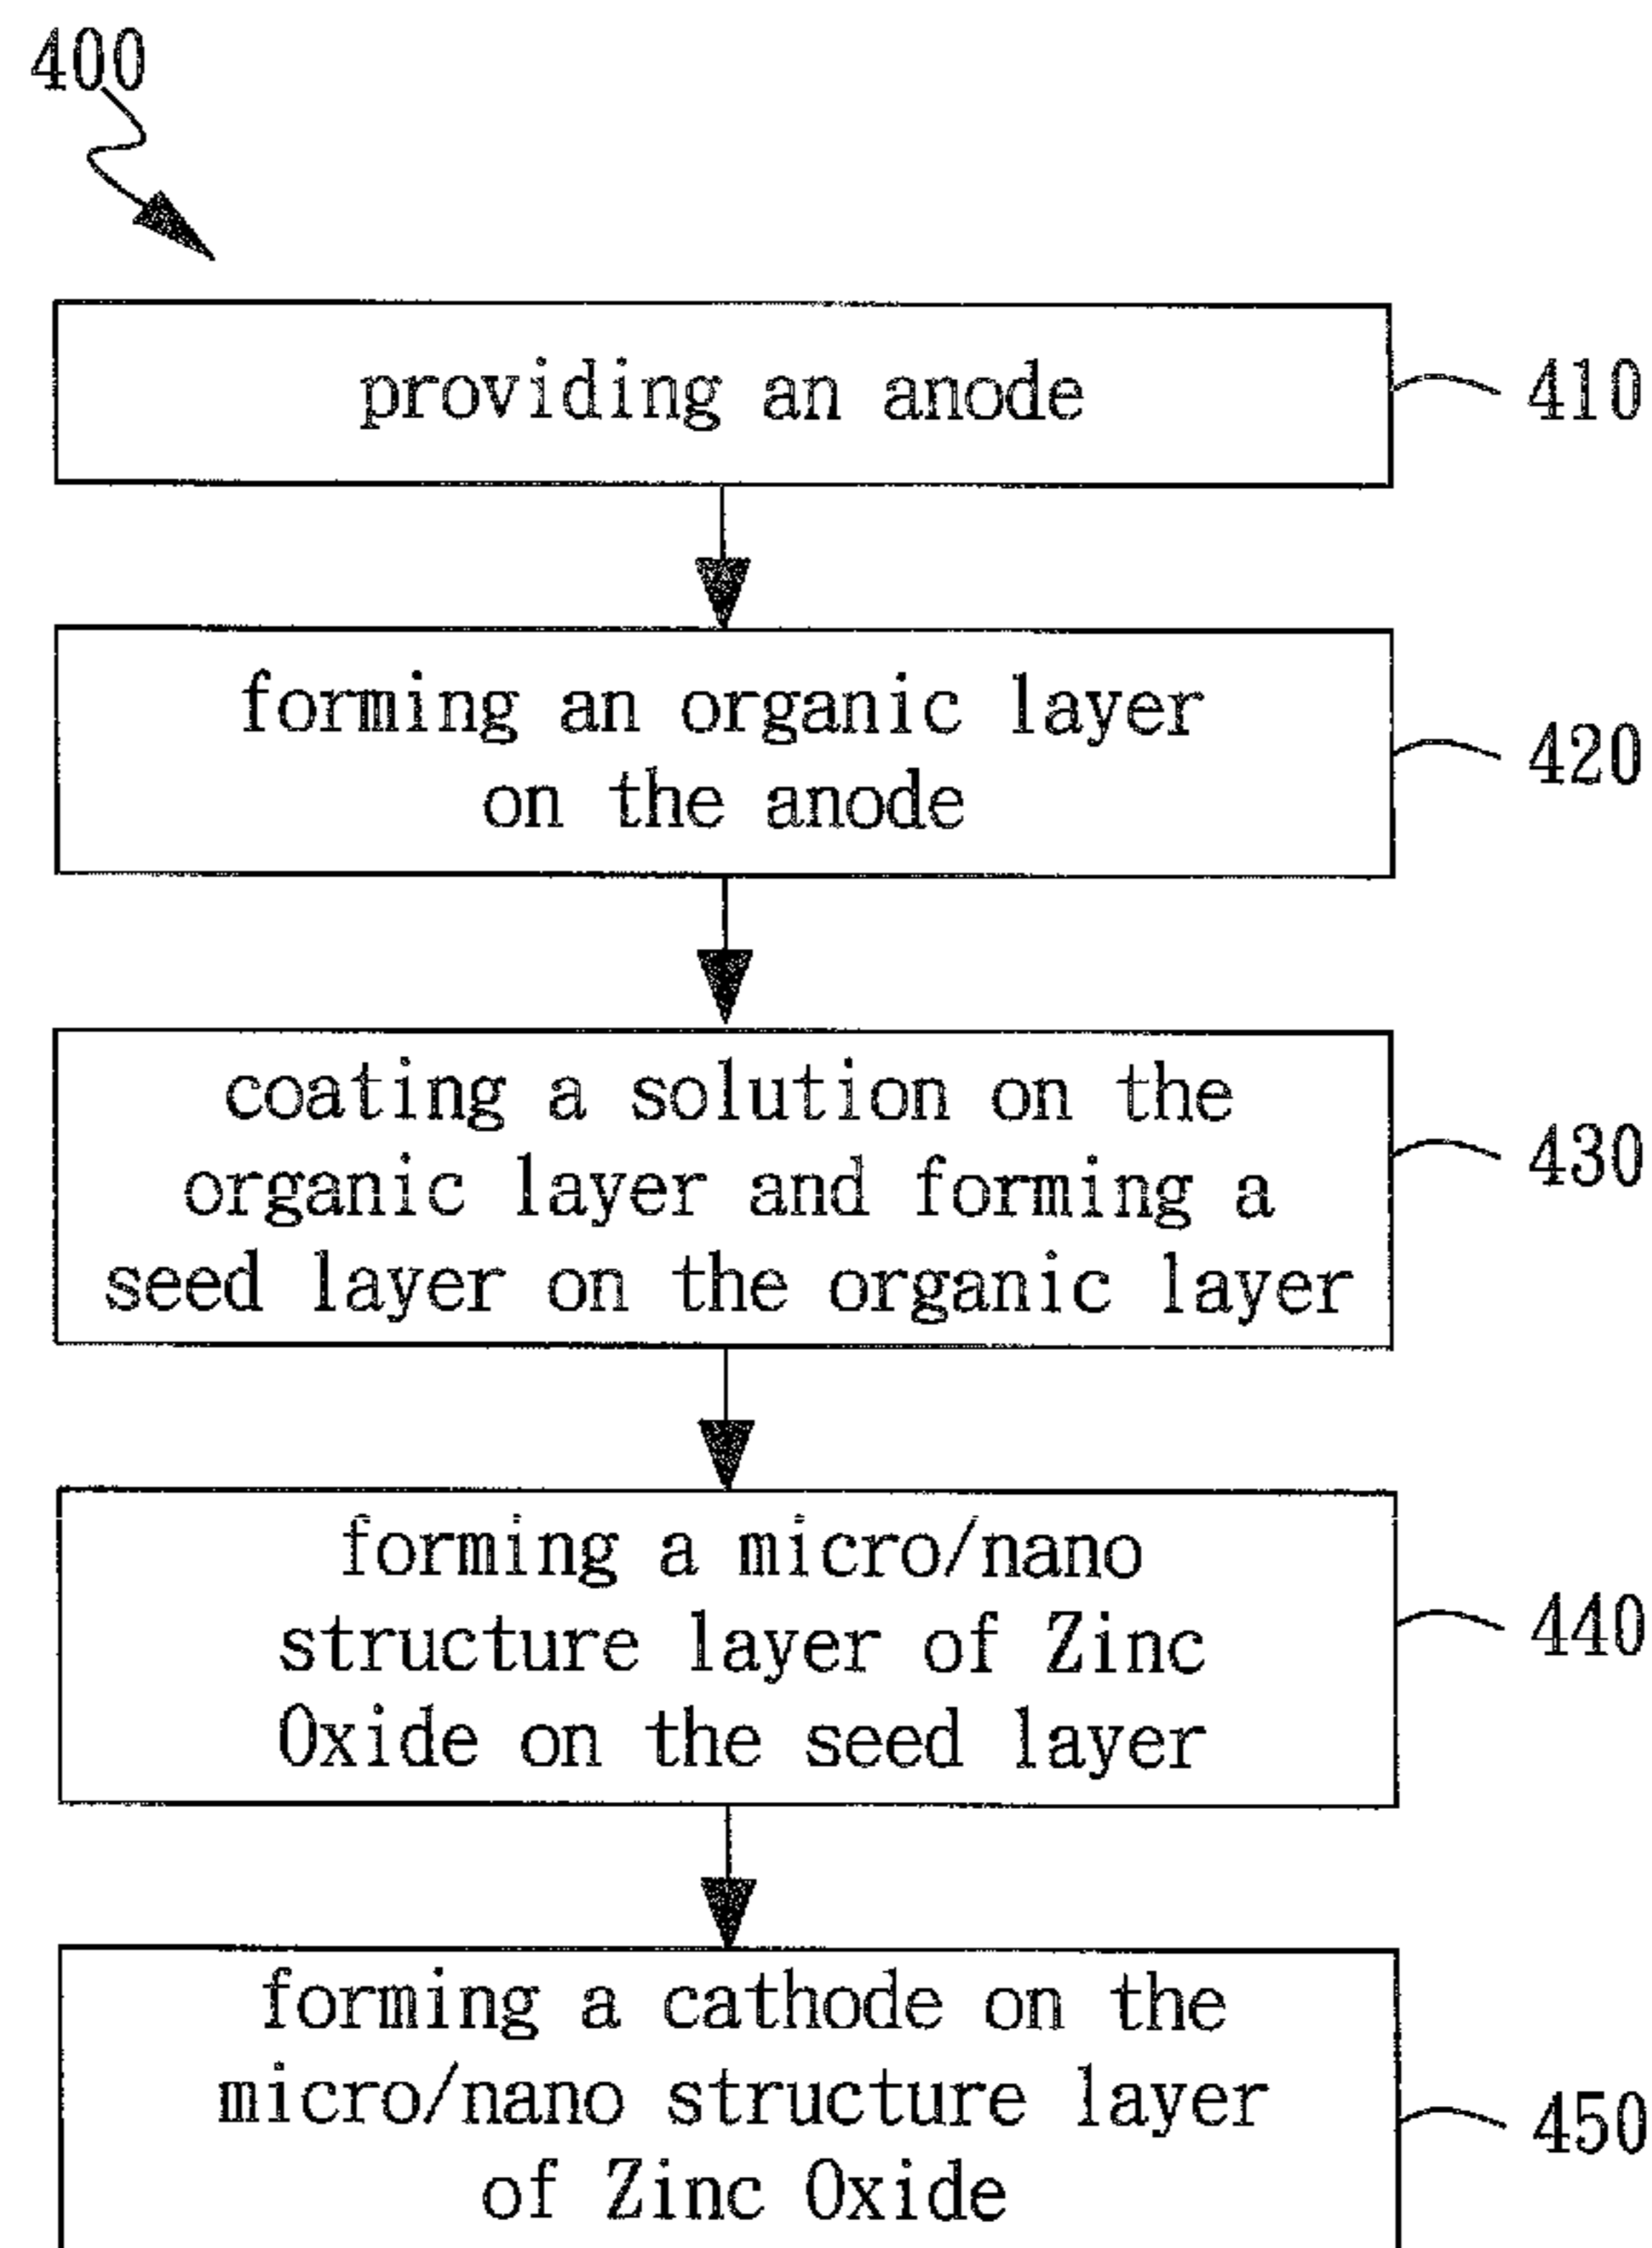 400
providing an anode
410
forming an organic layer
on the anode
420
coating a solution on the
organic layer and forming a
seed layer on the organic layer
430
forming a micro/nano
structure layer of Zinc
Oxide on the seed layer
440
forming a cathode on the
micro/nano structure layer
of Zinc Oxide
450